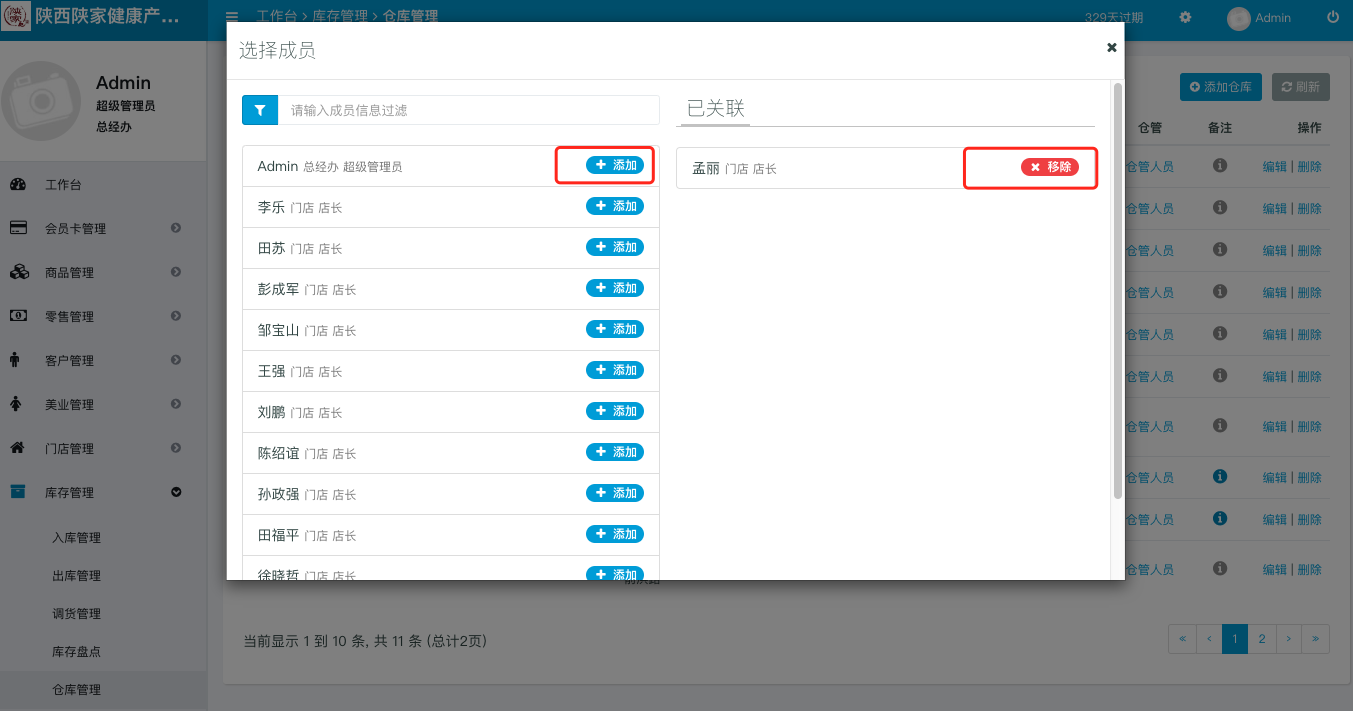 陕西陕家健康产...
工作台 > 库存管理 > 仓库管理
329天过期
Admin
Admin
超级管理员
总经办
工作台
会员卡管理
商品管理
零售管理
客户管理
美业管理
门店管理
库存管理
入库管理
出库管理
调货管理
库存盘点
仓库管理
选择成员
请输入成员信息过滤
Admin 总经办 超级管理员 添加
李乐 门店 店长 添加
田苏 门店 店长 添加
彭成军 门店 店长 添加
邹宝山 门店 店长 添加
王强 门店 店长 添加
刘鹏 门店 店长 添加
陈绍谊 门店 店长 添加
孙政强 门店 店长 添加
田福平 门店 店长 添加
徐晓哲 门店 店长 添加
已关联
孟丽 门店 店长 移除
添加仓库 刷新
仓管 备注 操作
仓管人员 编辑 | 删除
仓管人员 编辑 | 删除
仓管人员 编辑 | 删除
仓管人员 编辑 | 删除
仓管人员 编辑 | 删除
仓管人员 编辑 | 删除
仓管人员 编辑 | 删除
仓管人员 编辑 | 删除
仓管人员 编辑 | 删除
仓管人员 编辑 | 删除
当前显示 1 到 10 条, 共 11 条 (总计2页)
« ‹ 1 2 › »